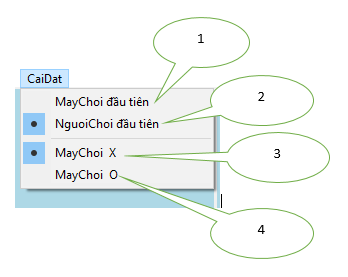 1
CaiDat
MayChoi đầu tiên
2
NguoiChoi đầu tiên
MayChoi X
3
MayChoi O
4